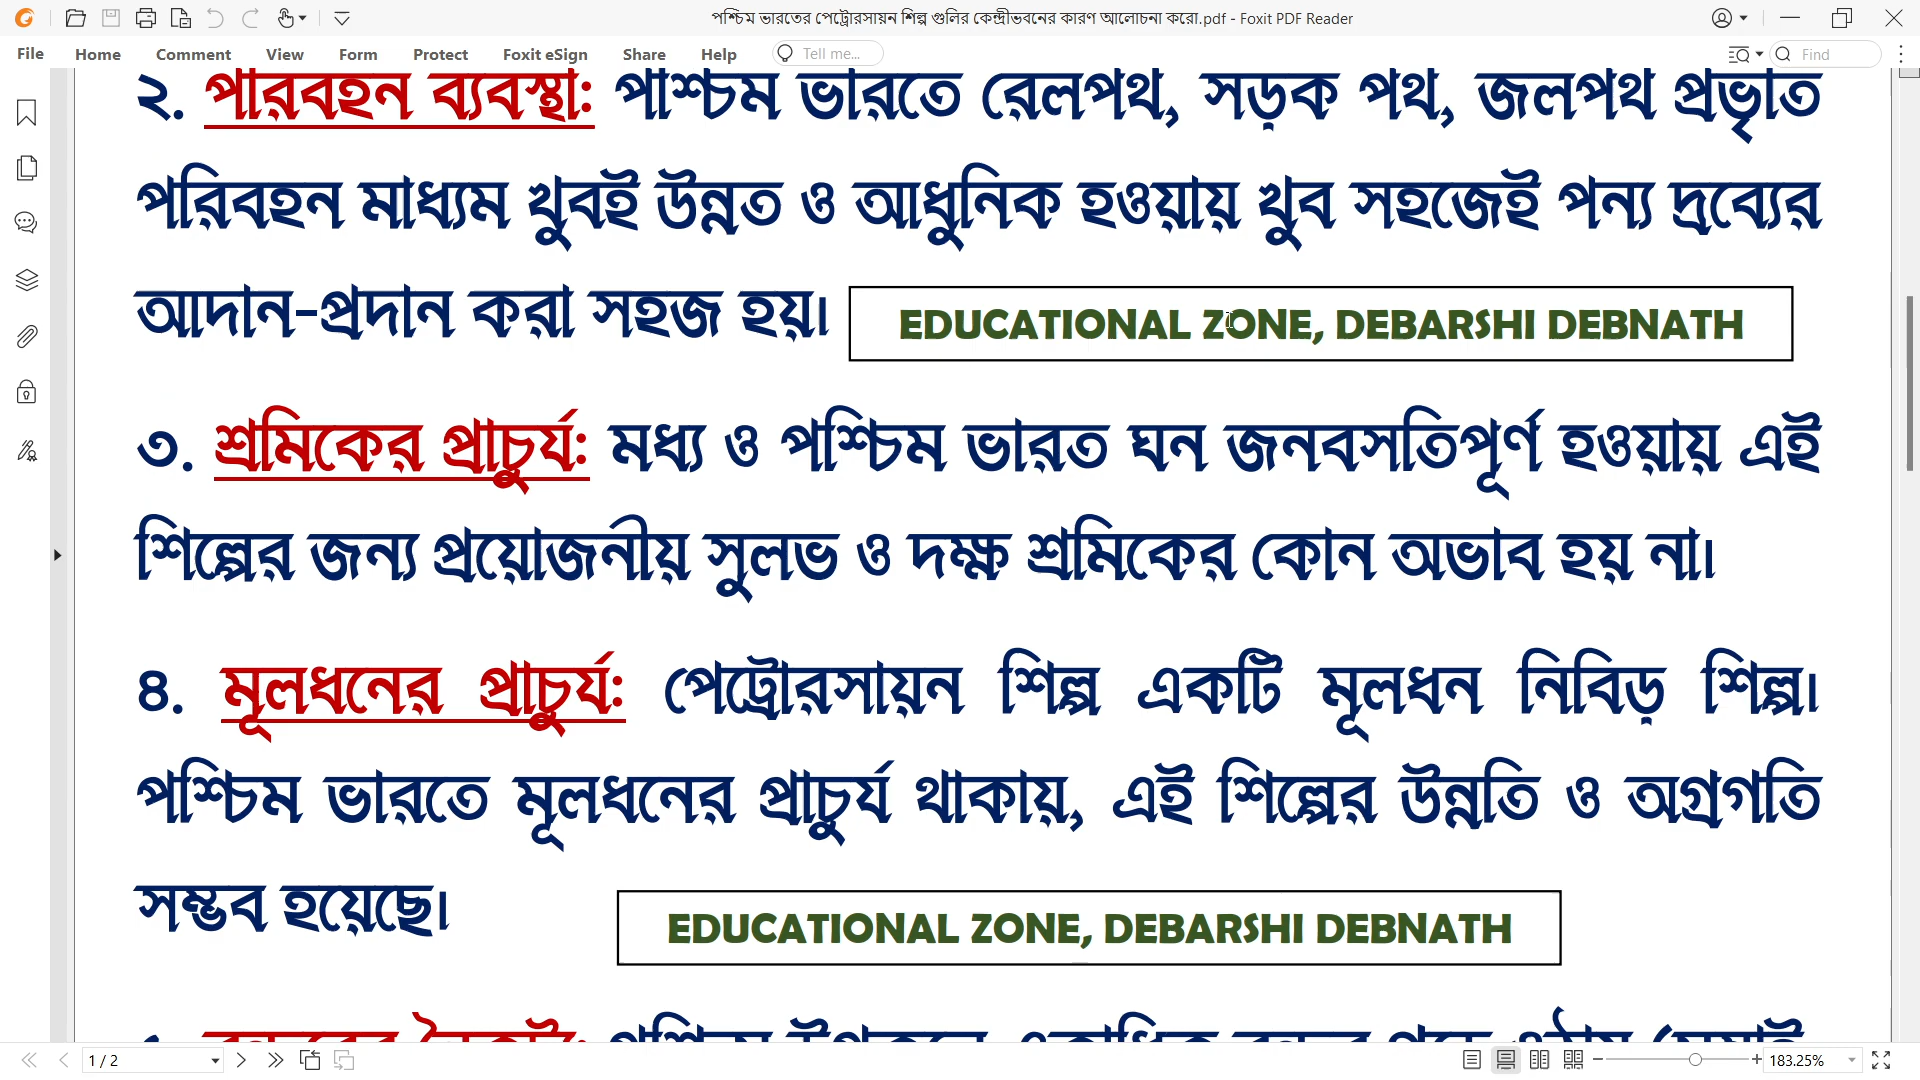 পশ্চিম ভারতের পেট্রোরসায়ন শিল্প গুলির কেন্দ্রীভবনের কারণ আলোচনা করো.pdf - Foxit PDF Reader
File Home Comment View Form Protect Foxit eSign Share Help Tell me... Find
২. পরিবহন ব্যবস্থা: পশ্চিম ভারতে রেলপথ, সড়ক পথ, জলপথ প্রভৃতি
পরিবহন মাধ্যম খুবই উন্নত ও আধুনিক হওয়ায় খুব সহজেই পন্য দ্রব্যের
আদান-প্রদান করা সহজ হয়।
EDUCATIONAL ZONE, DEBARSHI DEBNATH
৩. শ্রমিকের প্রাচুর্য: মধ্য ও পশ্চিম ভারত ঘন জনবসতিপূর্ণ হওয়ায় এই
শিল্পের জন্য প্রয়োজনীয় সুলভ ও দক্ষ শ্রমিকের কোন অভাব হয় না।
৪. মূলধনের প্রাচুর্য: পেট্রোরসায়ন শিল্প একটি মূলধন নিবিড় শিল্প।
পশ্চিম ভারতে মূলধনের প্রাচুর্য থাকায়, এই শিল্পের উন্নতি ও অগ্রগতি
সম্ভব হয়েছে।
EDUCATIONAL ZONE, DEBARSHI DEBNATH
1 / 2
183.25%